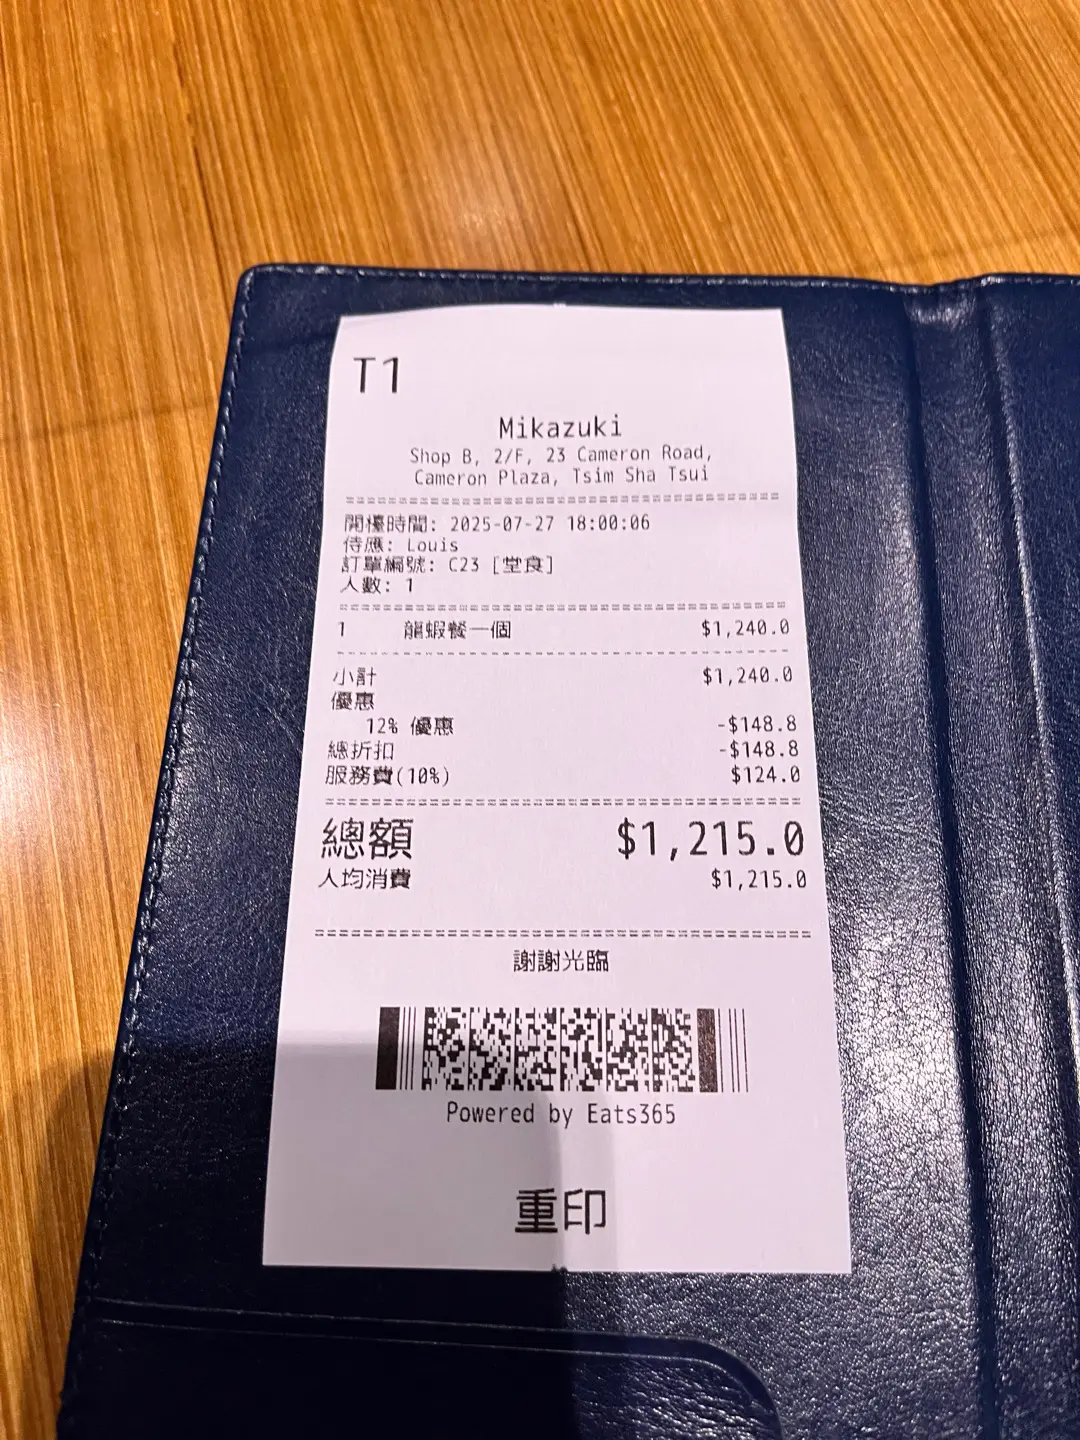 T1
Mikazuki
Shop B, 2/F, 23 Cameron Road,
Cameron Plaza, Tsim Sha Tsui
開檯時間: 2025-07-27 18:00:06
侍應: Louis
訂單編號: C23 [堂食]
人數: 1
1 龍蝦餐一個 $1,240.0
小計 $1,240.0
優惠
12% 優惠 -$148.8
總折扣 -$148.8
服務費(10%) $124.0
總額 $1,215.0
人均消費 $1,215.0
謝謝光臨
Powered by Eats365
重印